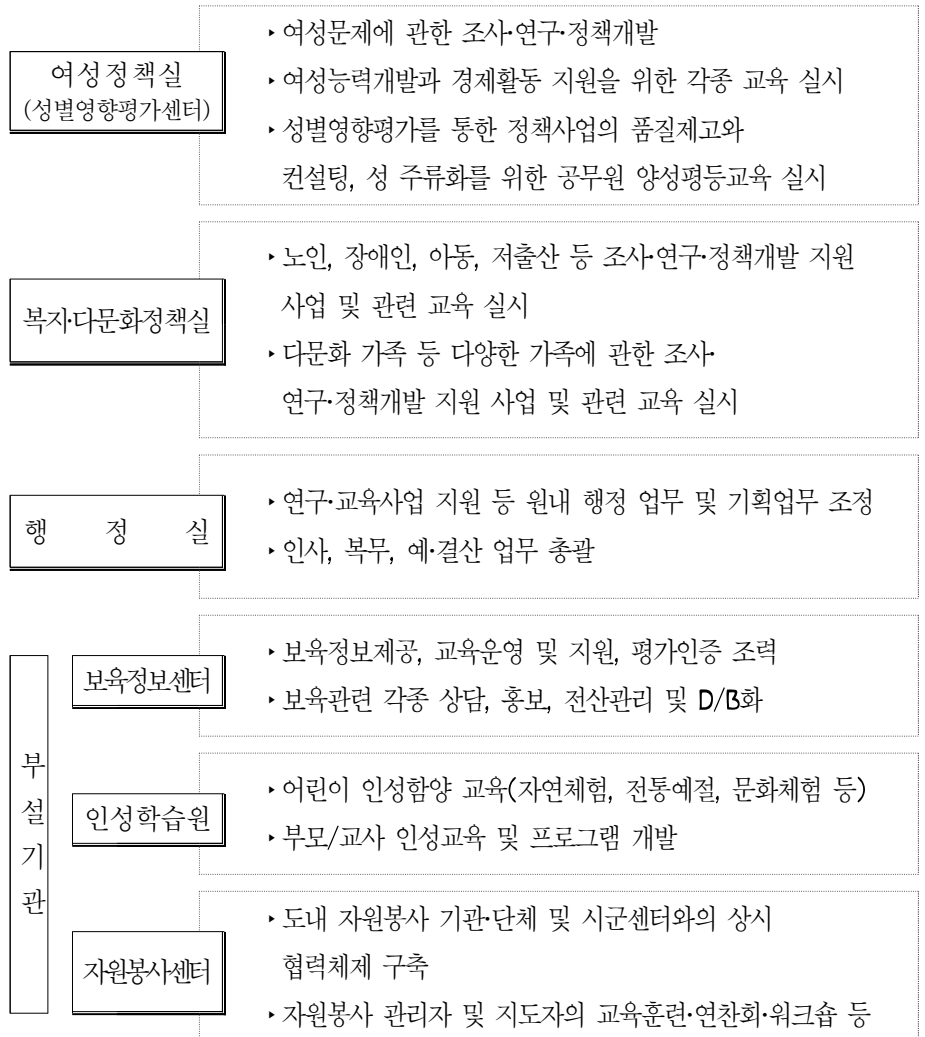 여성정책실
(성별영향평가센터)
‣여성문제에 관한 조사·연구·정책개발
‣여성능력개발과 경제활동 지원을 위한 각종 교육 실시
‣성별영향평가를 통한 정책사업의 품질제고와
컨설팅, 성 주류화를 위한 공무원 양성평등교육 실시
복지·다문화정책실
‣노인, 장애인, 아동, 저출산 등 조사·연구·정책개발 지원
사업 및 관련 교육 실시
‣다문화 가족 등 다양한 가족에 관한 조사·
연구·정책개발 지원 사업 및 관련 교육 실시
행 정 실
‣연구·교육사업 지원 등 원내 행정 업무 및 기획업무 조정
‣인사, 복무, 예·결산 업무 총괄
부설기관
보육정보센터
‣보육정보제공, 교육운영 및 지원, 평가인증 조력
‣보육관련 각종 상담, 홍보, 전산관리 및 D/B화
인성학습원
‣어린이 인성함양 교육(자연체험, 전통예절, 문화체험 등)
‣부모/교사 인성교육 및 프로그램 개발
자원봉사센터
‣도내 자원봉사 기관·단체 및 시군센터와의 상시
협력체제 구축
‣자원봉사 관리자 및 지도자의 교육훈련·연찬회·워크숍 등